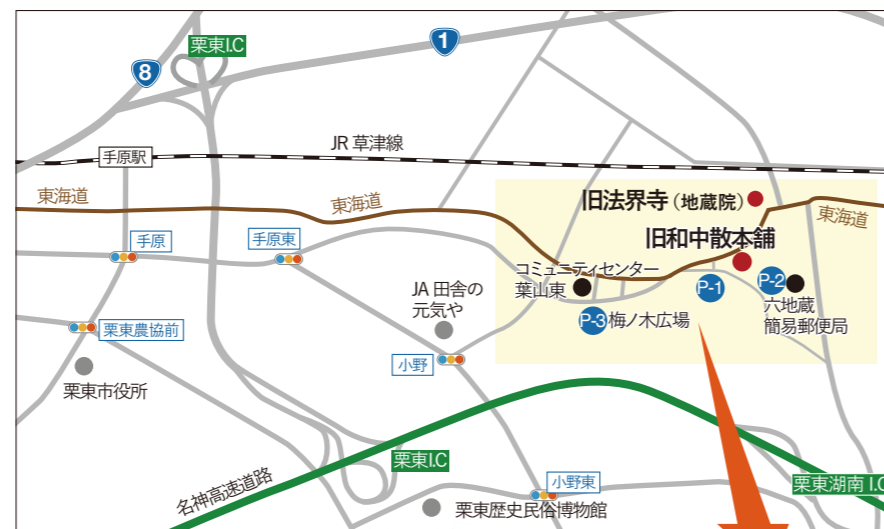 栗東I.C
1
8
JR 草津線
手原駅
東海道
東海道
旧法界寺（地蔵院）
東海道
手原
手原東
旧和中散本舗
コミュニティセンター
葉山東
JA 田舎の
元気や
P-1
P-2
六地蔵
簡易郵便局
P-3
梅ノ木広場
栗東農協前
小野
栗東市役所
栗東I.C
名神高速道路
小野東
栗東湖南 I.C
栗東歴史民俗博物館